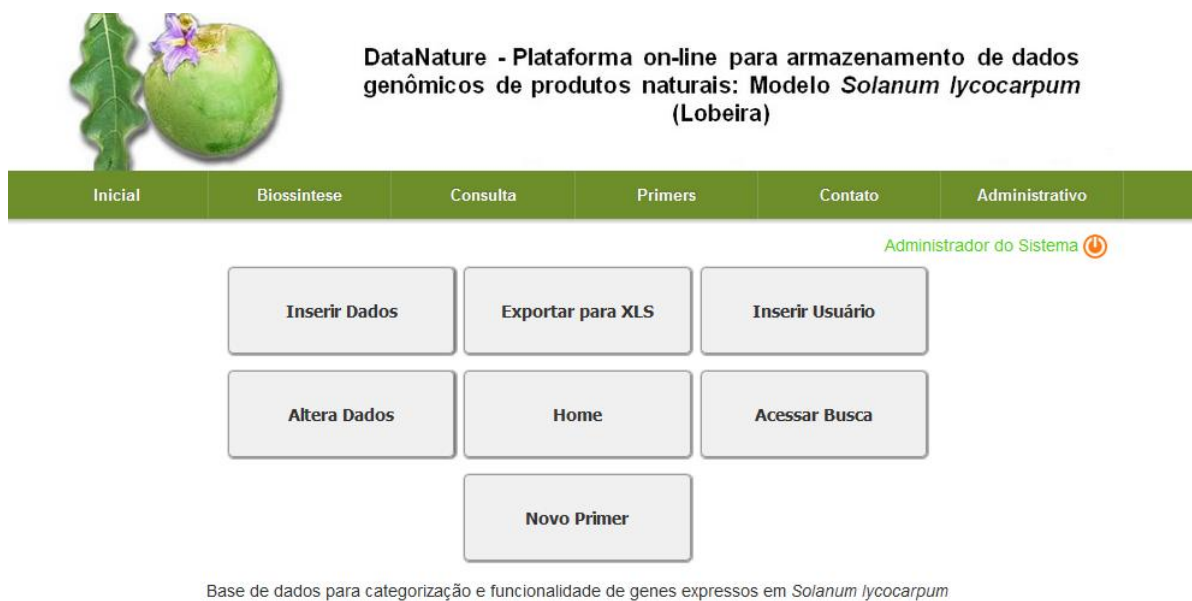 DataNature - Plataforma on-line para armazenamento de dados
genômicos de produtos naturais: Modelo Solanum lycocarpum
(Lobeira)
Inicial Biossintese Consulta Primers Contato Administrativo
Administrador do Sistema
Inserir Dados Exportar para XLS Inserir Usuário
Altera Dados Home Acessar Busca
Novo Primer
Base de dados para categorização e funcionalidade de genes expressos em Solanum lycocarpum